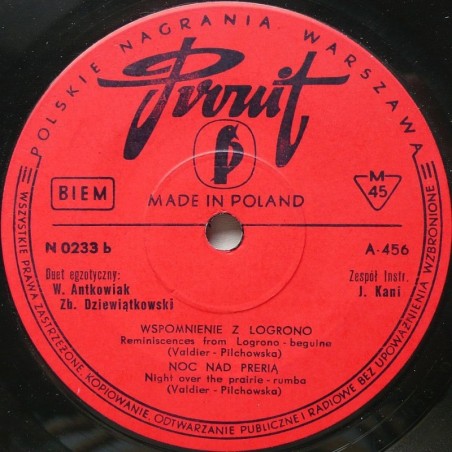 POLSKIE NAGRANIA WARSZAWA
Pronit
P
BIEM
MADE IN POLAND
M
45
N 0233 b
A-456
Duet egzotyczny:
W. Antkowiak
Zb. Dziewiątkowski
Zespół Instr.
J. Kani
WSPOMNIENIE Z LOGRONO
Reminiscences from Logrono - beguine
(Valdier - Pilchowska)
NOC NAD PRERIĄ
Night over the prairie - rumba
(Valdier - Pilchowska)
WSZYSTKIE PRAWA ZASTRZEŻONE. KOPIOWANIE, ODTWARZANIE PUBLICZNE I RADIOWE BEZ UPOWAŻNIENIA WZBRONIONE